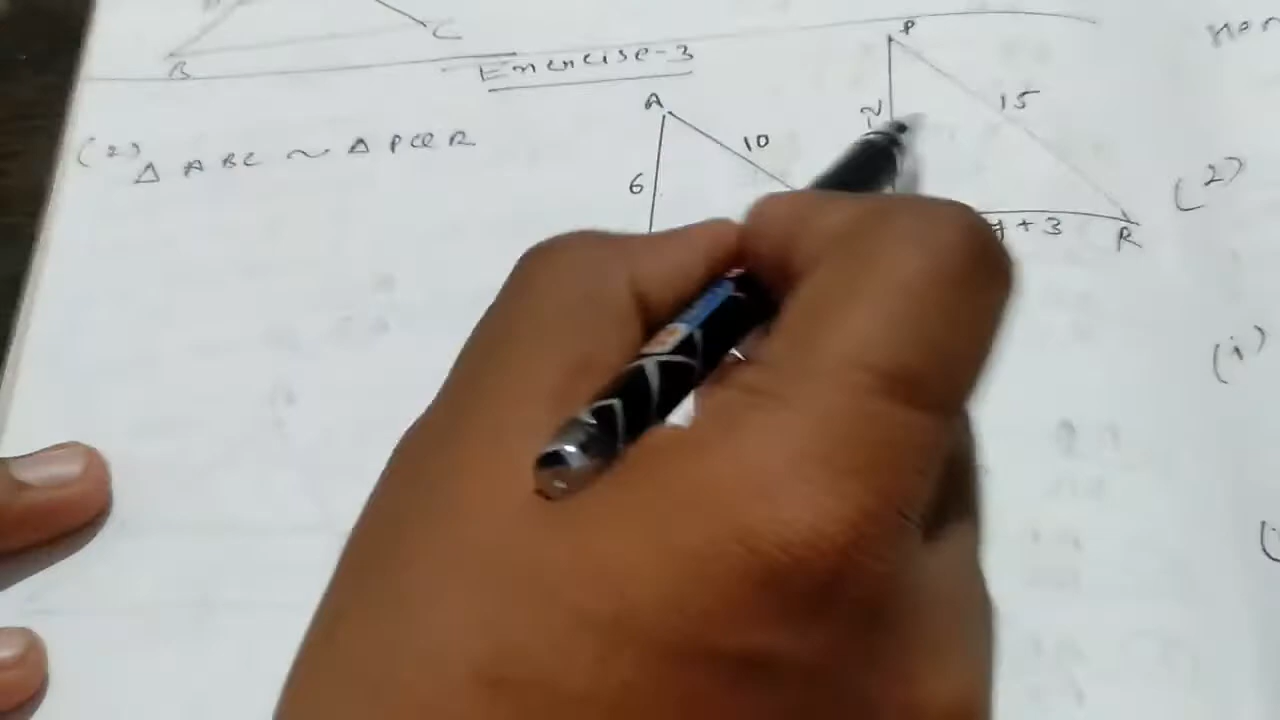 C
B
Exercise-3
P
A
15
10
(2) Δ ABC ~ Δ PQR
6
(2)
y + 3
R
(i)